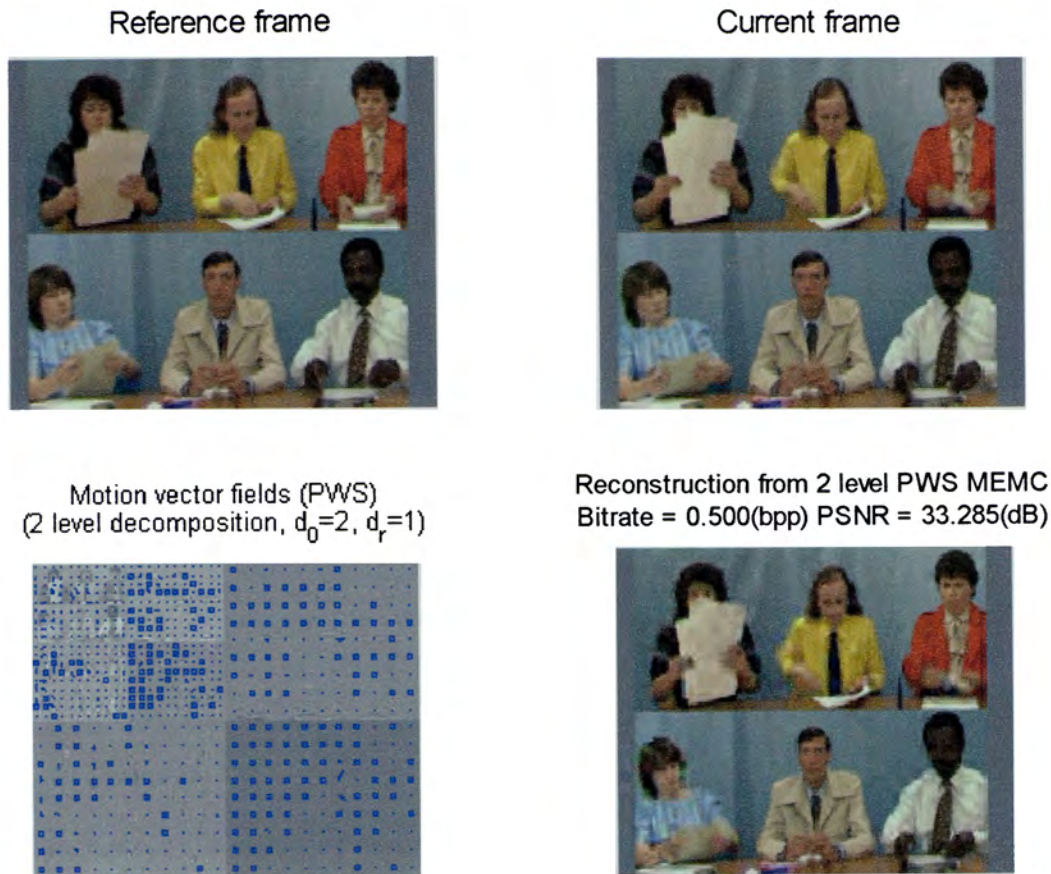 Reference frame
Current frame
Motion vector fields (PWS)
(2 level decomposition, d₀=2, dᵣ=1)
Reconstruction from 2 level PWS MEMC
Bitrate = 0.500(bpp) PSNR = 33.285(dB)